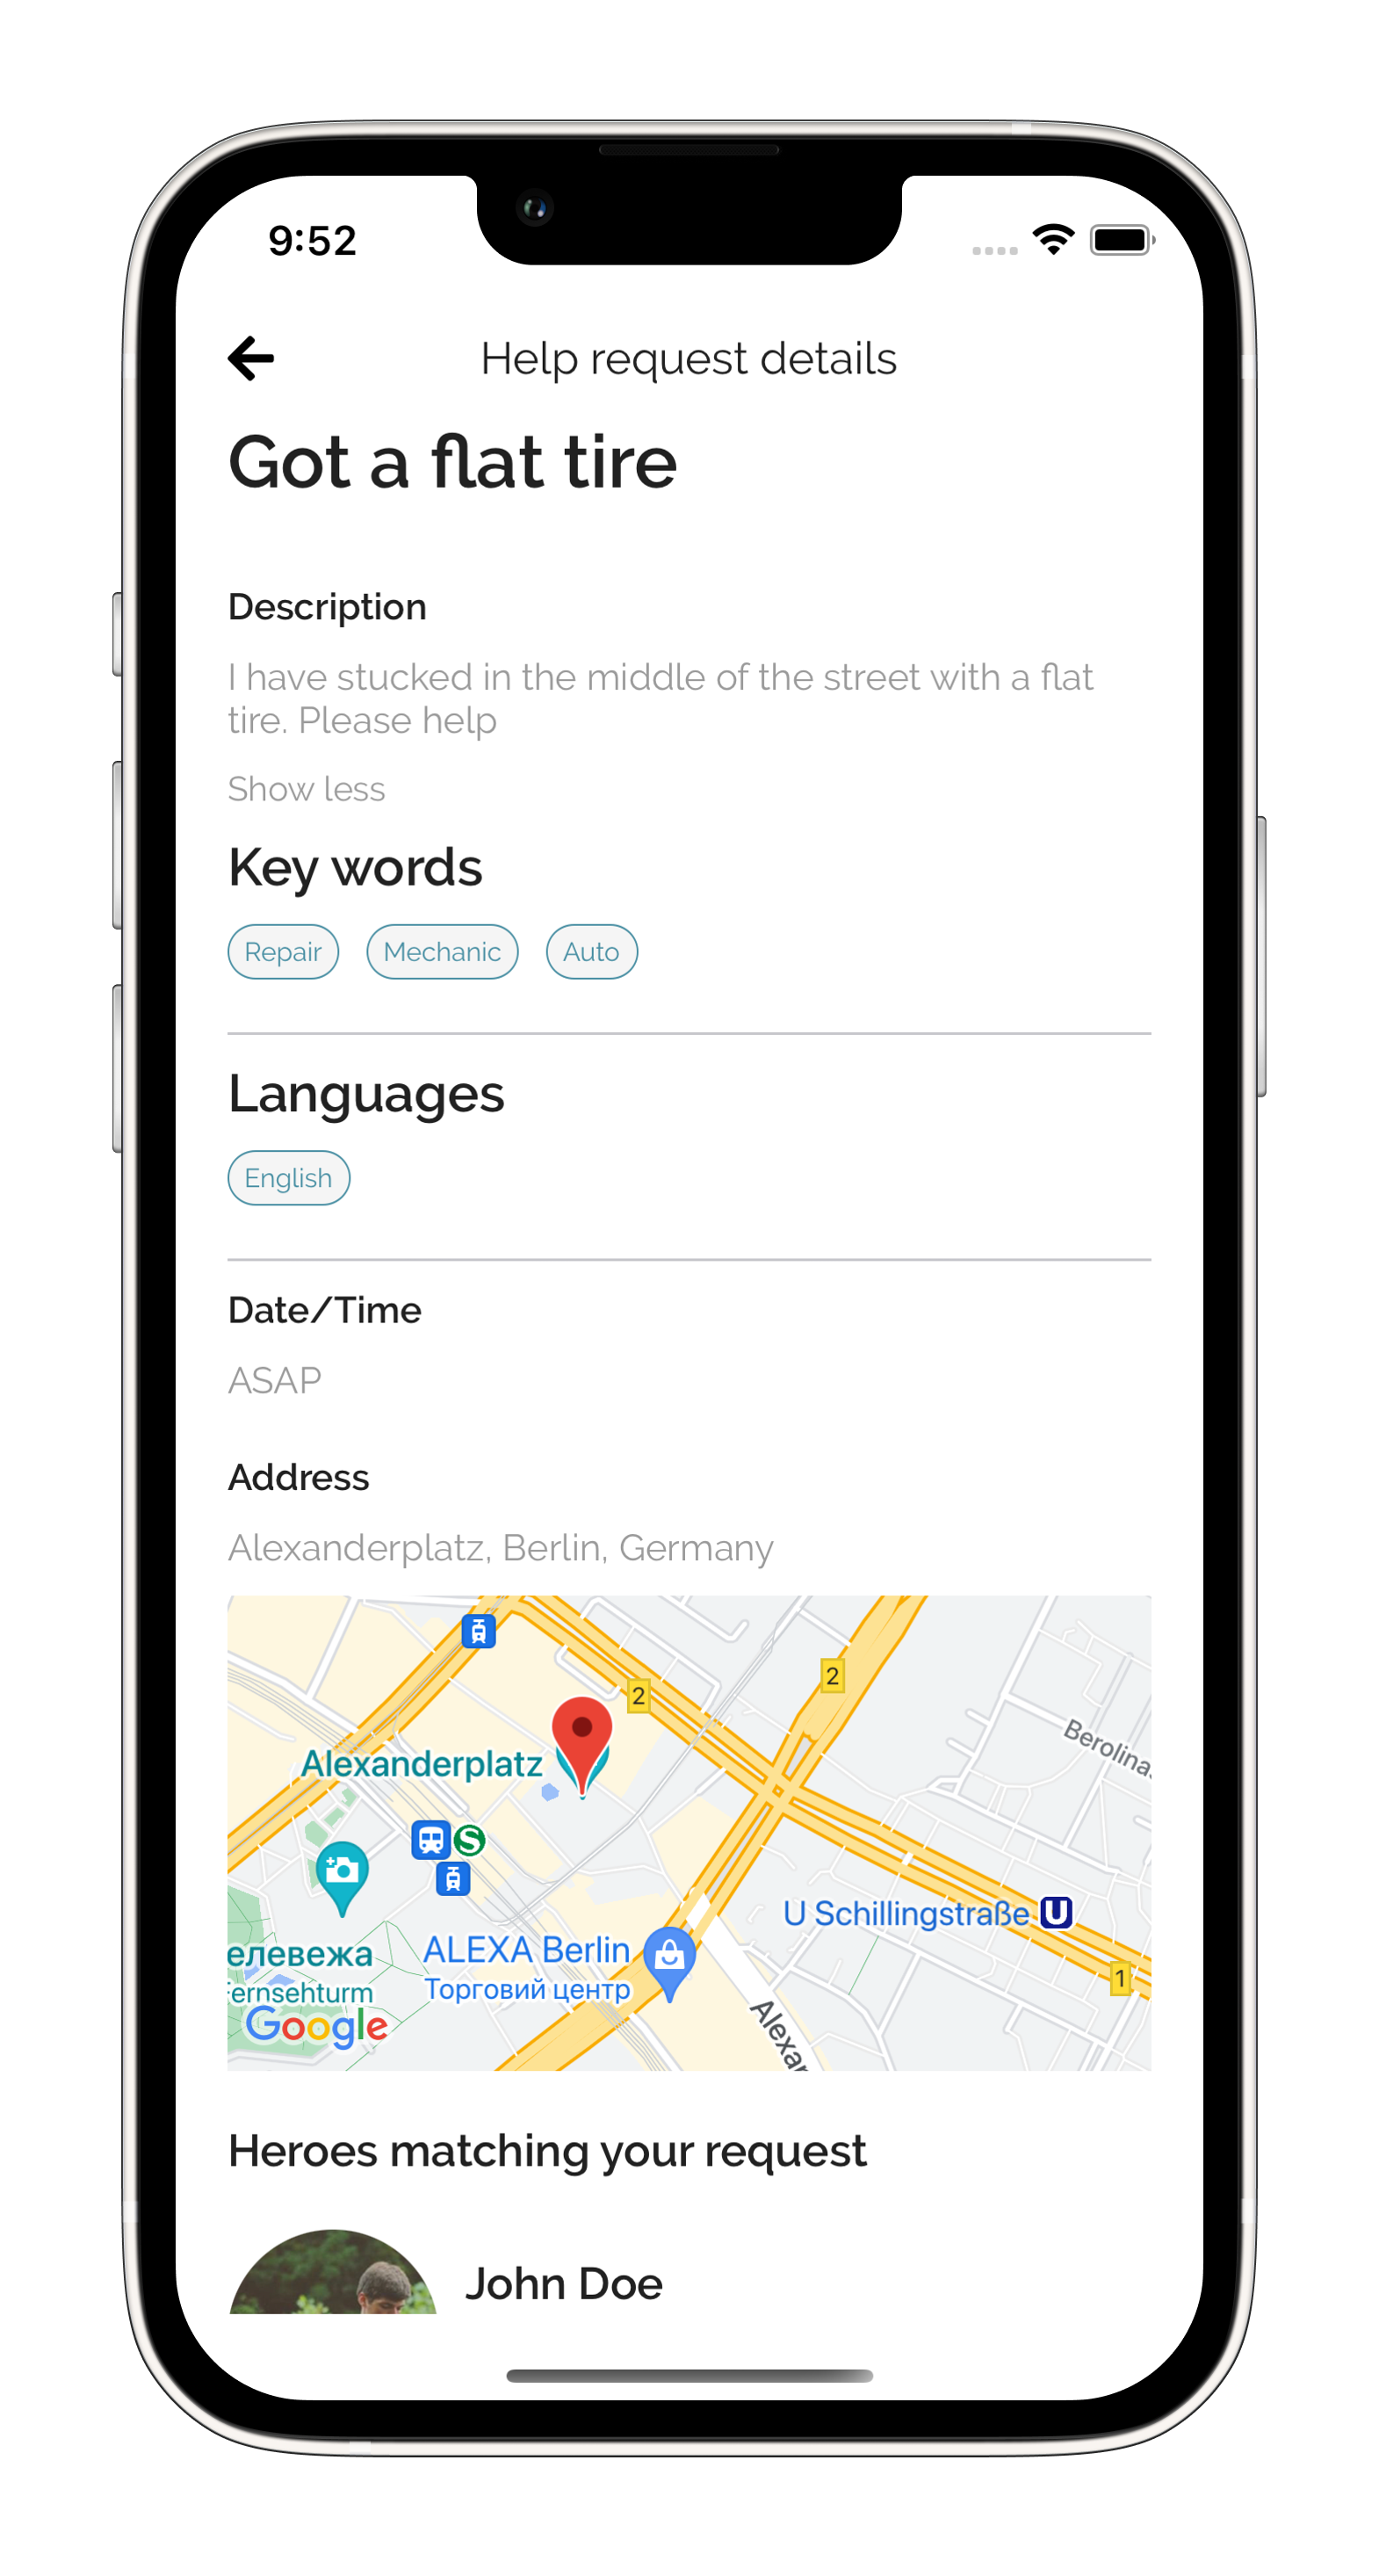 9:52
Help request details
Got a flat tire
Description
I have stucked in the middle of the street with a flat
tire. Please help
Show less
Key words
Repair Mechanic Auto
Languages
English
Date/Time
ASAP
Address
Alexanderplatz, Berlin, Germany
2
2
Berolina
Alexanderplatz
S
U Schillingstraße U
елевежа
ernsehturm
ALEXA Berlin
Торговий центр
1
Google
Alexar
Heroes matching your request
John Doe